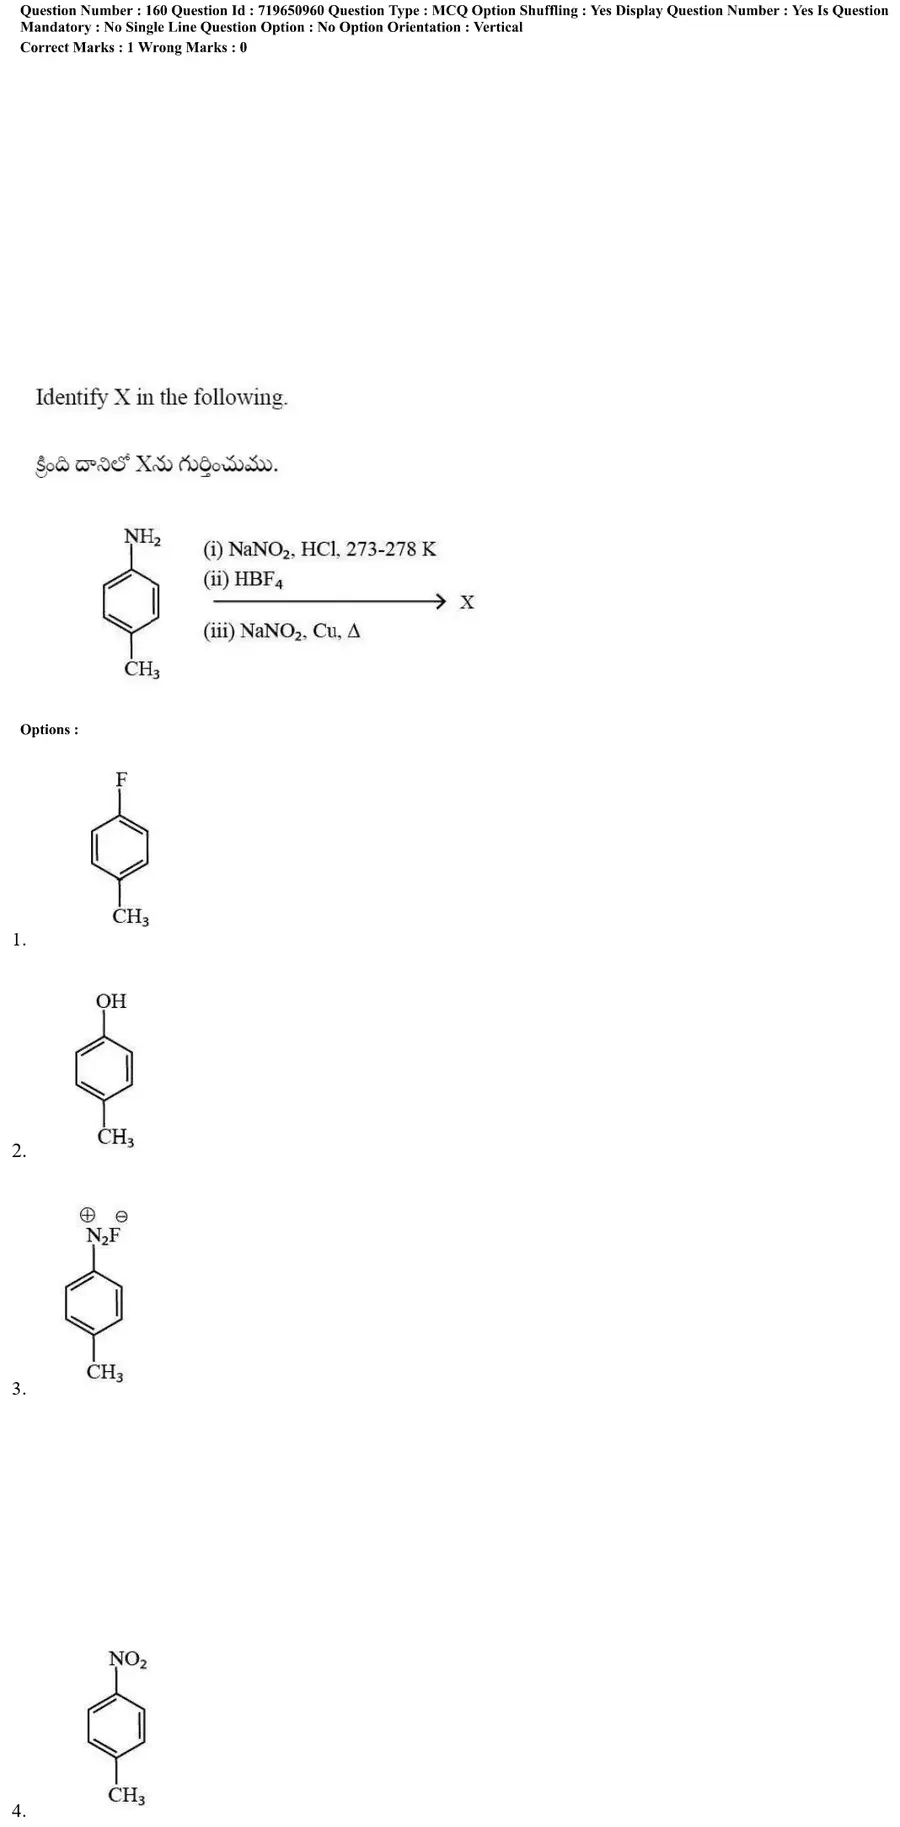 Question Number : 160 Question Id : 719650960 Question Type : MCQ Option Shuffling : Yes Display Question Number : Yes Is Question
Mandatory : No Single Line Question Option : No Option Orientation : Vertical
Correct Marks : 1 Wrong Marks : 0
Identify X in the following.
క్రింది దానిలో Xను గుర్తించుము.
NH₂
(i) NaNO₂, HCl, 273-278 K
(ii) HBF₄
X
(iii) NaNO₂, Cu, Δ
CH₃
Options :
F
CH₃
1.
OH
CH₃
2.
⊕ ⊖
N₂F
CH₃
3.
NO₂
CH₃
4.